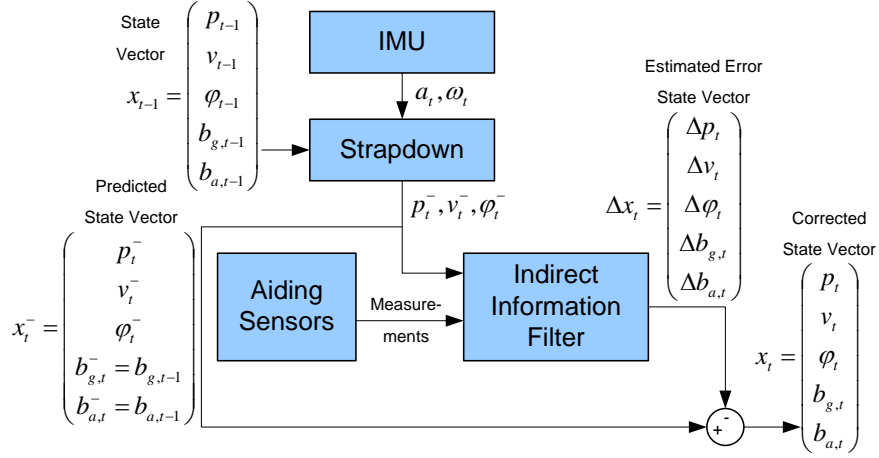 State
Vector
x_{t-1} = ( p_{t-1}
v_{t-1}
φ_{t-1}
b_{g,t-1}
b_{a,t-1} )
IMU
a_t, ω_t
Strapdown
p_t^-, v_t^-, φ_t^-
Predicted
State Vector
x_t^- = ( p_t^-
v_t^-
φ_t^-
b_{g,t}^- = b_{g,t-1}
b_{a,t}^- = b_{a,t-1} )
Aiding
Sensors
Measure-
ments
Indirect
Information
Filter
Estimated Error
State Vector
Δx_t = ( Δp_t
Δv_t
Δφ_t
Δb_{g,t}
Δb_{a,t} )
-
+
Corrected
State Vector
x_t = ( p_t
v_t
φ_t
b_{g,t}
b_{a,t} )